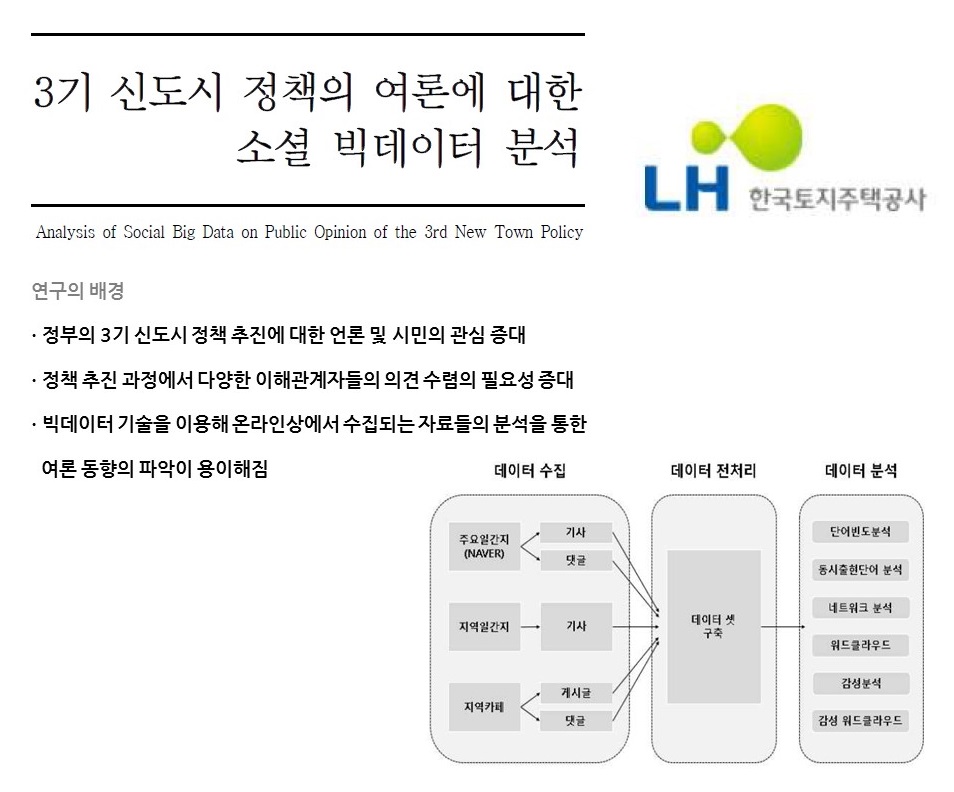 3기 신도시 정책의 여론에 대한
소셜 빅데이터 분석
LH 한국토지주택공사
Analysis of Social Big Data on Public Opinion of the 3rd New Town Policy
연구의 배경
· 정부의 3기 신도시 정책 추진에 대한 언론 및 시민의 관심 증대
· 정책 추진 과정에서 다양한 이해관계자들의 의견 수렴의 필요성 증대
· 빅데이터 기술을 이용해 온라인상에서 수집되는 자료들의 분석을 통한
여론 동향의 파악이 용이해짐
데이터 수집
주요일간지
(NAVER)
기사
댓글
지역일간지
기사
지역카페
게시글
댓글
데이터 전처리
데이터 셋
구축
데이터 분석
단어빈도분석
동시출현단어 분석
네트워크 분석
워드클라우드
감성분석
감성 워드클라우드